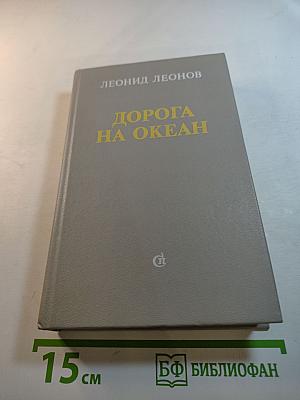 ЛЕОНИД ЛЕОНОВ
ДОРОГА
НА ОКЕАН
15 см
БФ БИБЛИОФАН